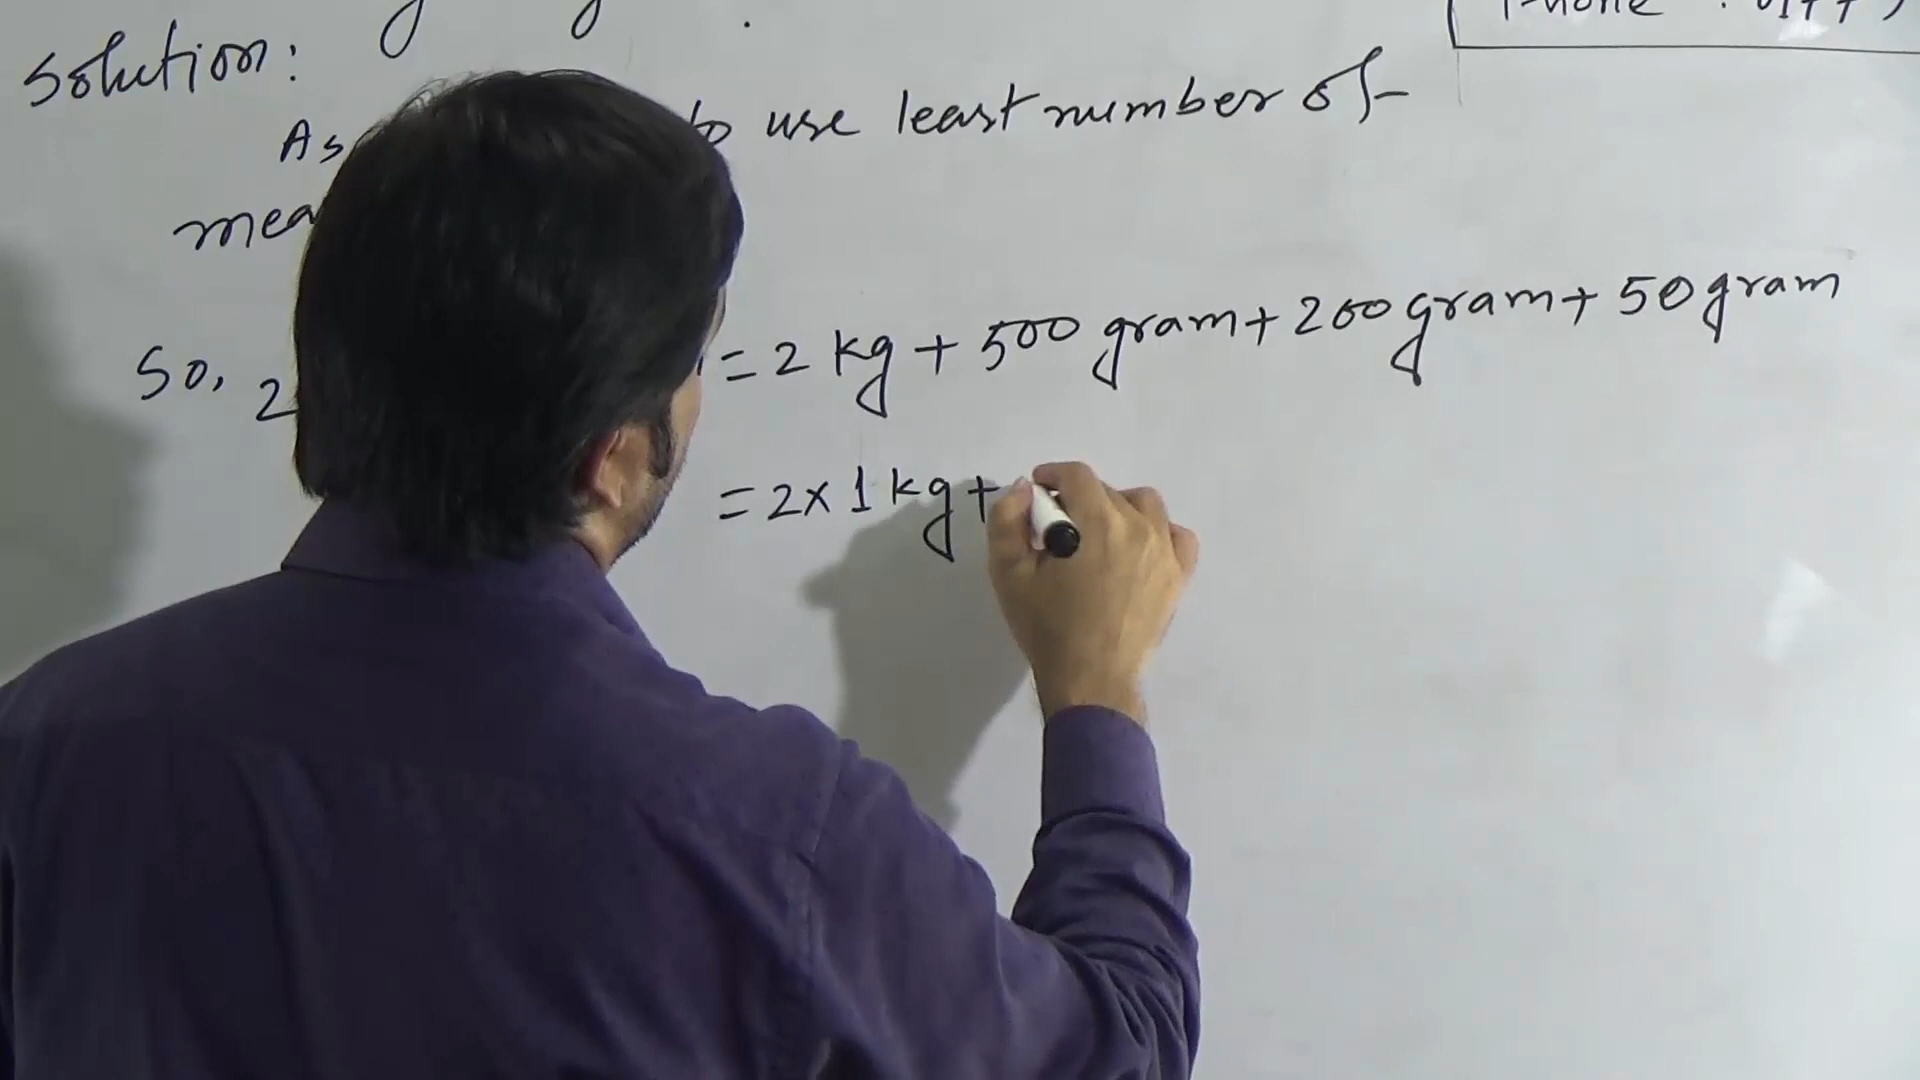 Solution:
As to use least number of
So, 2 = 2 kg + 500 gram + 200 gram + 50 gram
= 2 x 1 kg +